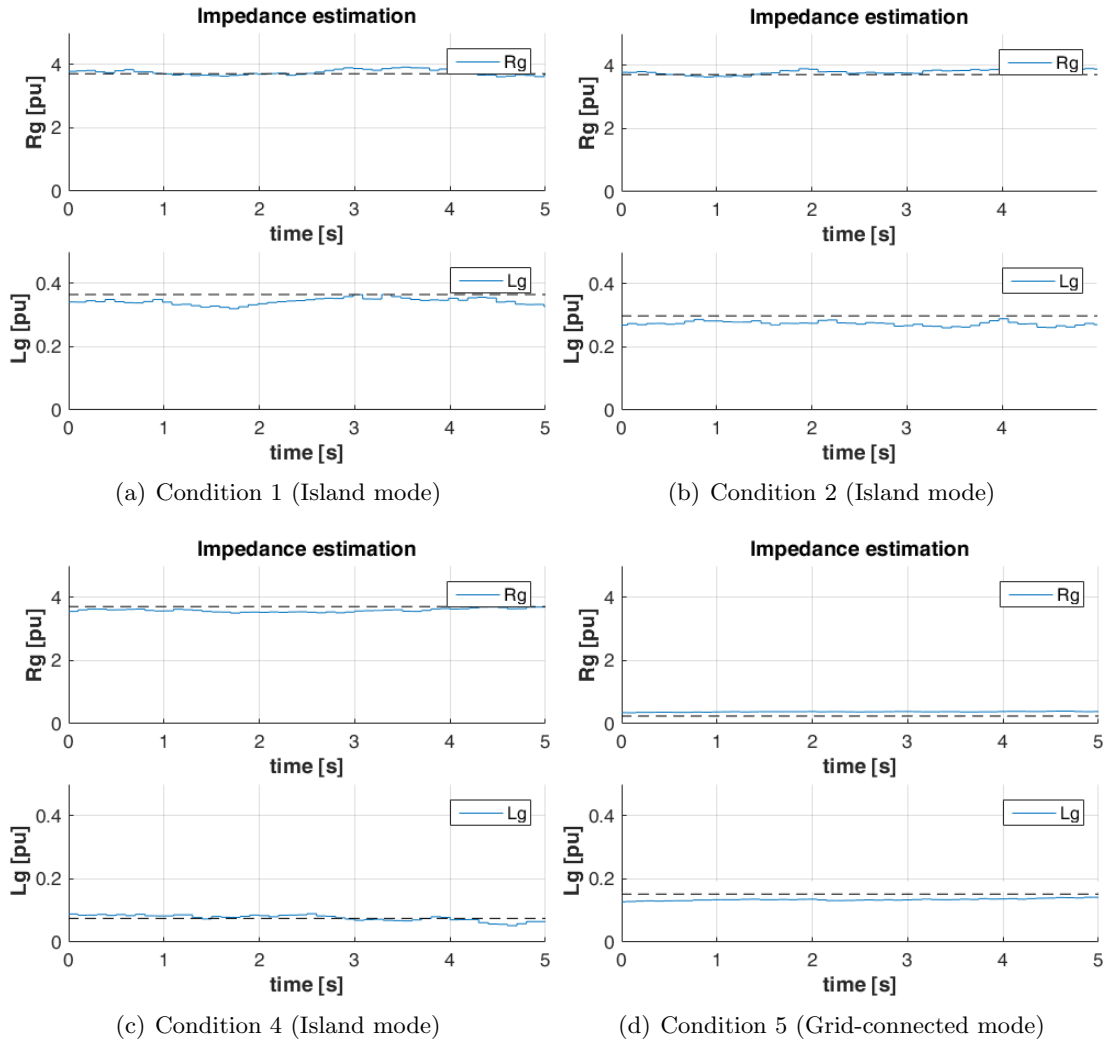 Impedance estimation
Rg [pu]
4
2
0
Rg
0 1 2 3 4 5
time [s]
Lg [pu]
0.4
0.2
0
Lg
0 1 2 3 4 5
time [s]
(a) Condition 1 (Island mode)
Impedance estimation
Rg [pu]
4
2
0
Rg
0 1 2 3 4
time [s]
Lg [pu]
0.4
0.2
0
Lg
0 1 2 3 4
time [s]
(b) Condition 2 (Island mode)
Impedance estimation
Rg [pu]
4
2
0
Rg
0 1 2 3 4 5
time [s]
Lg [pu]
0.4
0.2
0
Lg
0 1 2 3 4 5
time [s]
(c) Condition 4 (Island mode)
Impedance estimation
Rg [pu]
4
2
0
Rg
0 1 2 3 4 5
time [s]
Lg [pu]
0.4
0.2
0
Lg
0 1 2 3 4 5
time [s]
(d) Condition 5 (Grid-connected mode)